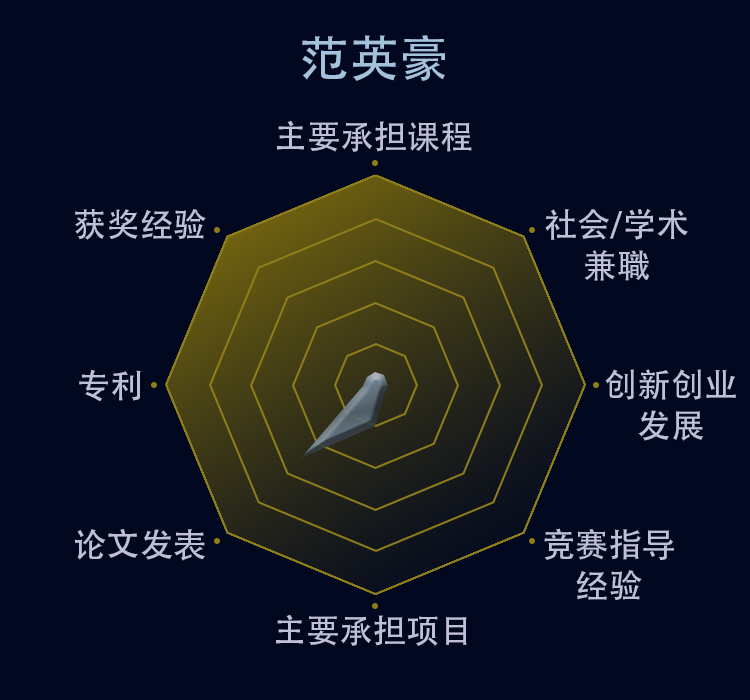 范英豪
主要承担课程
获奖经验
社会/学术
兼職
专利
创新创业
发展
论文发表
竞赛指导
经验
主要承担项目